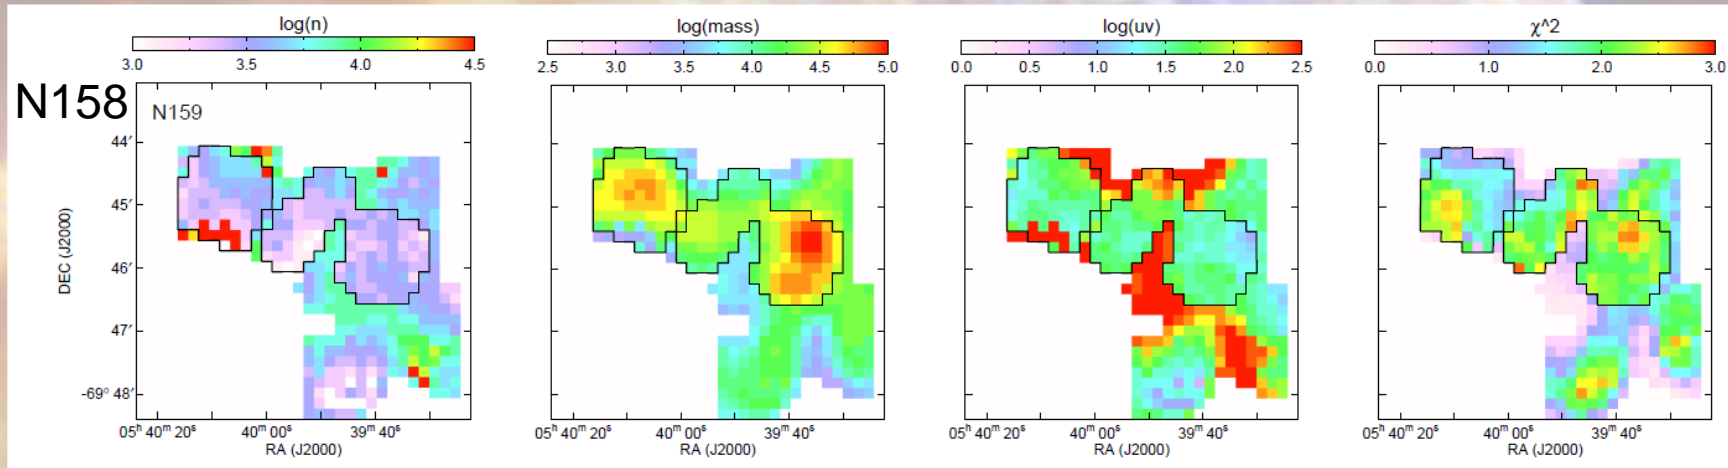 log(n)
3.0 3.5 4.0 4.5
log(mass)
2.5 3.0 3.5 4.0 4.5 5.0
log(uv)
0.0 0.5 1.0 1.5 2.0 2.5
χ^2
0.0 1.0 2.0 3.0
N158
N159
44′
45′
46′
47′
-69° 48′
DEC (J2000)
05ʰ 40ᵐ 20ˢ 40ᵐ 00ˢ 39ᵐ 40ˢ
RA (J2000)
05ʰ 40ᵐ 20ˢ 40ᵐ 00ˢ 39ᵐ 40ˢ
RA (J2000)
05ʰ 40ᵐ 20ˢ 40ᵐ 00ˢ 39ᵐ 40ˢ
RA (J2000)
05ʰ 40ᵐ 20ˢ 40ᵐ 00ˢ 39ᵐ 40ˢ
RA (J2000)